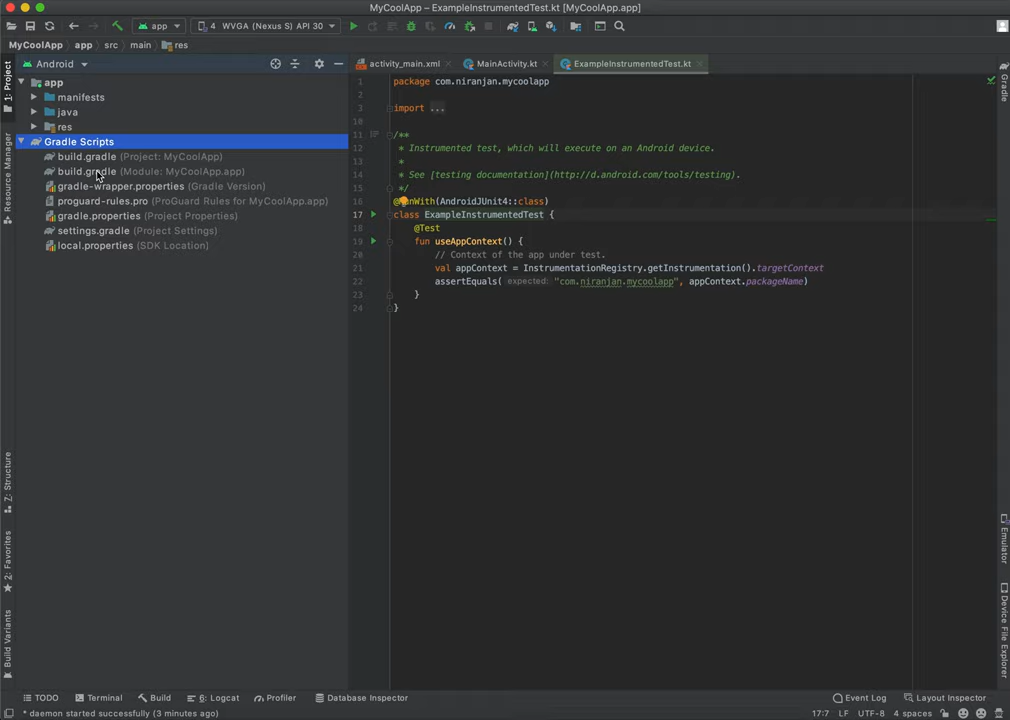 MyCoolApp – ExampleInstrumentedTest.kt [MyCoolApp.app]
app
4 WVGA (Nexus S) API 30
MyCoolApp app src main res
1: Project
Resource Manager
Z: Structure
2: Favorites
Build Variants
Android
app
manifests
java
res
Gradle Scripts
build.gradle (Project: MyCoolApp)
build.gradle (Module: MyCoolApp.app)
gradle-wrapper.properties (Gradle Version)
proguard-rules.pro (ProGuard Rules for MyCoolApp.app)
gradle.properties (Project Properties)
settings.gradle (Project Settings)
local.properties (SDK Location)
activity_main.xml MainActivity.kt ExampleInstrumentedTest.kt
1 package com.niranjan.mycoolapp
2
3 import ...
10
11 /**
12 * Instrumented test, which will execute on an Android device.
13 *
14 * See [testing documentation](http://d.android.com/tools/testing).
15 */
16 @RunWith(AndroidJUnit4::class)
17 class ExampleInstrumentedTest {
18 @Test
19 fun useAppContext() {
20 // Context of the app under test.
21 val appContext = InstrumentationRegistry.getInstrumentation().targetContext
22 assertEquals( expected: "com.niranjan.mycoolapp", appContext.packageName)
23 }
24 }
Gradle
Emulator
Device File Explorer
TODO Terminal Build 6: Logcat Profiler Database Inspector Event Log Layout Inspector
* daemon started successfully (3 minutes ago) 17:7 LF UTF-8 4 spaces